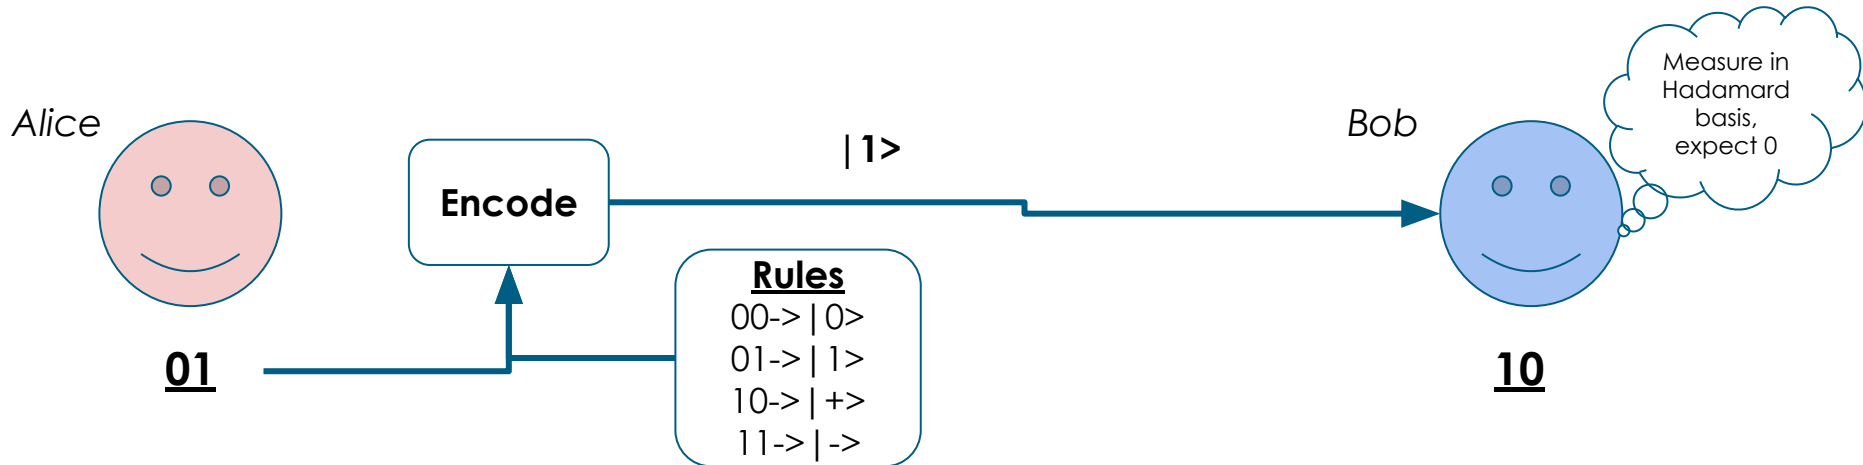 Alice
01
Encode
|1>
Rules
00->|0>
01->|1>
10->|+>
11->|->
Bob
10
Measure in
Hadamard
basis,
expect 0